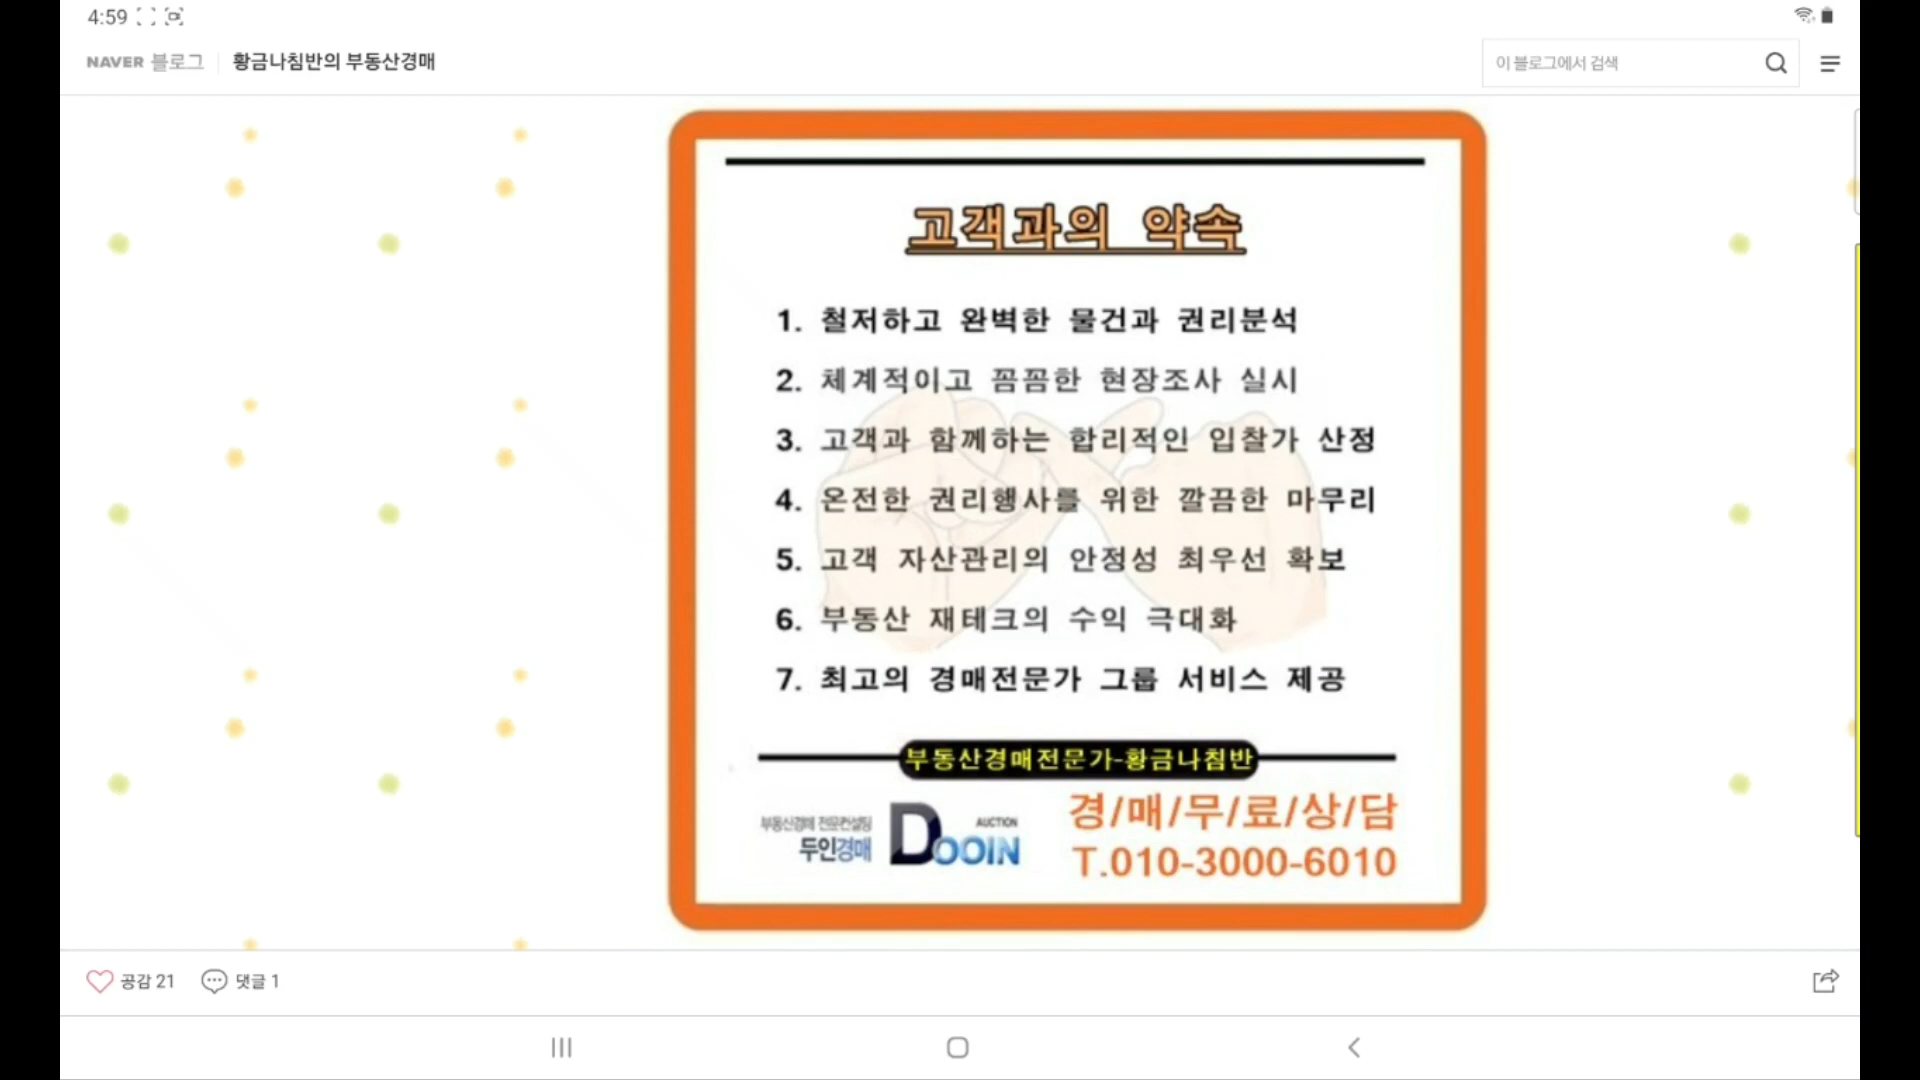 4:59
NAVER 블로그 황금나침반의 부동산경매
이 블로그에서 검색
고객과의 약속
1. 철저하고 완벽한 물건과 권리분석
2. 체계적이고 꼼꼼한 현장조사 실시
3. 고객과 함께하는 합리적인 입찰가 산정
4. 온전한 권리행사를 위한 깔끔한 마무리
5. 고객 자산관리의 안정성 최우선 확보
6. 부동산 재테크의 수익 극대화
7. 최고의 경매전문가 그룹 서비스 제공
부동산경매전문가-황금나침반
부동산경매 전문컨설팅
두인경매
AUCTION
DOOIN
경/매/무/료/상/담
T.010-3000-6010
공감 21 댓글 1